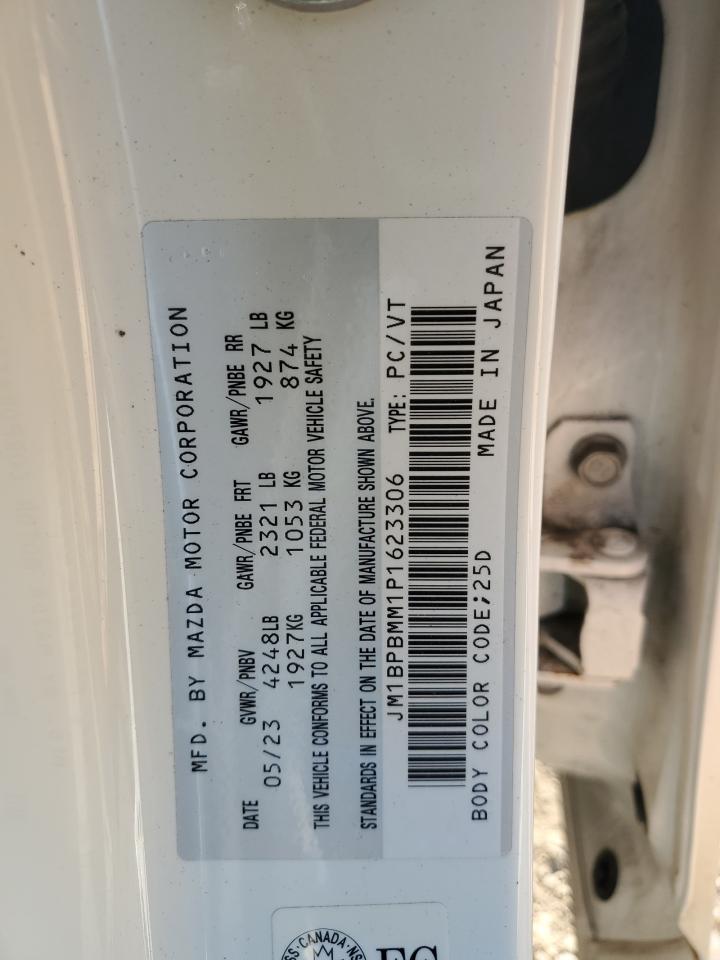 MFD. BY MAZDA MOTOR CORPORATION
DATE GVWR/PNBV GAWR/PNBE FRT GAWR/PNBE RR
05/23 4248LB 2321 LB 1927 LB
1927KG 1053 KG 874 KG
THIS VEHICLE CONFORMS TO ALL APPLICABLE FEDERAL MOTOR VEHICLE SAFETY
STANDARDS IN EFFECT ON THE DATE OF MANUFACTURE SHOWN ABOVE.
JM1BPBMM1P1623306 TYPE: PC/VT
BODY COLOR CODE;25D MADE IN JAPAN
CANADA